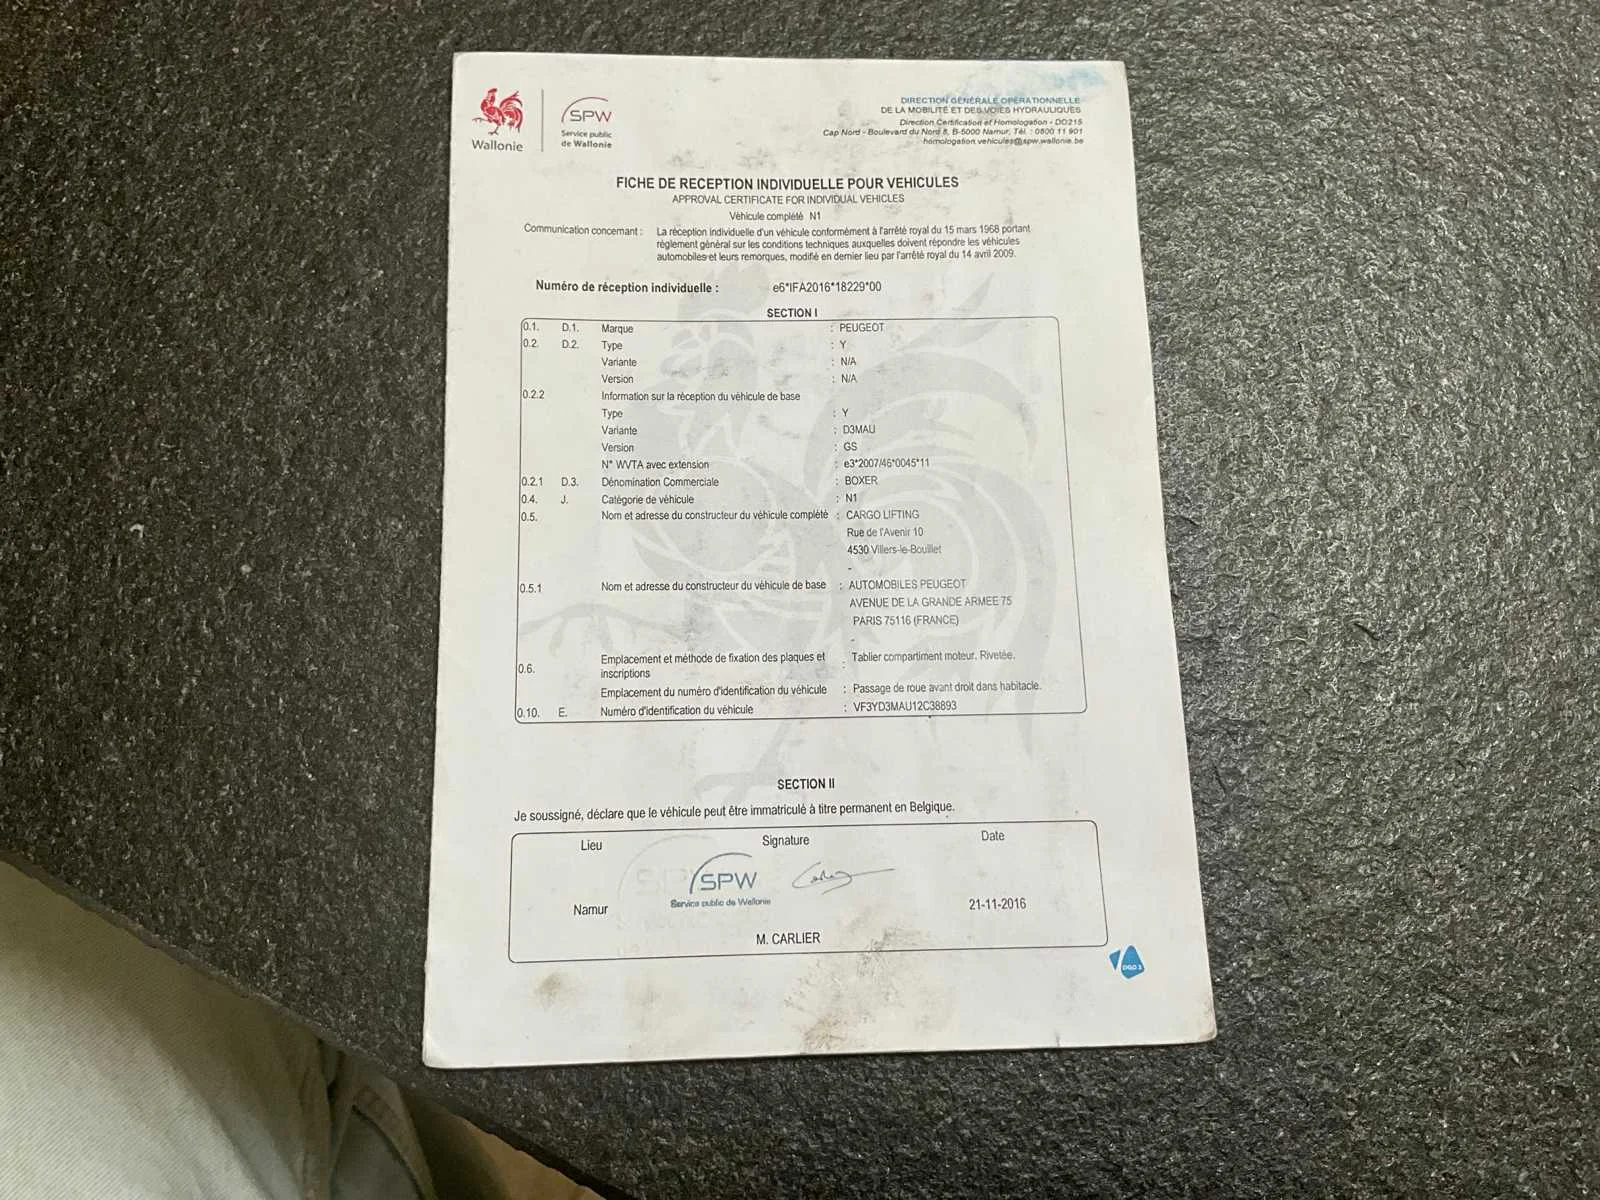 Wallonie
SPW
Service public
de Wallonie
DIRECTION GÉNÉRALE OPÉRATIONNELLE
DE LA MOBILITÉ ET DES VOIES HYDRAULIQUES
Direction Certification et Homologation - DO215
Cap Nord - Boulevard du Nord 8, B-5000 Namur, Tél. : 0800 11 901
homologation.vehicules@spw.wallonie.be
FICHE DE RECEPTION INDIVIDUELLE POUR VEHICULES
APPROVAL CERTIFICATE FOR INDIVIDUAL VEHICLES
Véhicule complété N1
Communication concernant : La réception individuelle d'un véhicule conformément à l'arrêté royal du 15 mars 1968 portant
règlement général sur les conditions techniques auxquelles doivent répondre les véhicules
automobiles et leurs remorques, modifié en dernier lieu par l'arrêté royal du 14 avril 2009.
Numéro de réception individuelle : e6*IFA2016*18229*00
SECTION I
0.1. D.1. Marque : PEUGEOT
0.2. D.2. Type : Y
Variante : N/A
Version : N/A
0.2.2 Information sur la réception du véhicule de base
Type : Y
Variante : D3MAU
Version : GS
N° WVTA avec extension : e3*2007/46*0045*11
0.2.1 D.3. Dénomination Commerciale : BOXER
0.4. J. Catégorie de véhicule : N1
0.5. Nom et adresse du constructeur du véhicule complété : CARGO LIFTING
Rue de l'Avenir 10
4530 Villers-le-Bouillet
-
0.5.1 Nom et adresse du constructeur du véhicule de base : AUTOMOBILES PEUGEOT
AVENUE DE LA GRANDE ARMEE 75
PARIS 75116 (FRANCE)
-
0.6. Emplacement et méthode de fixation des plaques et inscriptions : Tablier compartiment moteur. Rivetée.
Emplacement du numéro d'identification du véhicule : Passage de roue avant droit dans habitacle.
0.10. E. Numéro d'identification du véhicule : VF3YD3MAU12C38893
SECTION II
Je soussigné, déclare que le véhicule peut être immatriculé à titre permanent en Belgique.
Lieu Signature Date
SPW
Service public de Wallonie
Namur 21-11-2016
M. CARLIER
DGO 2